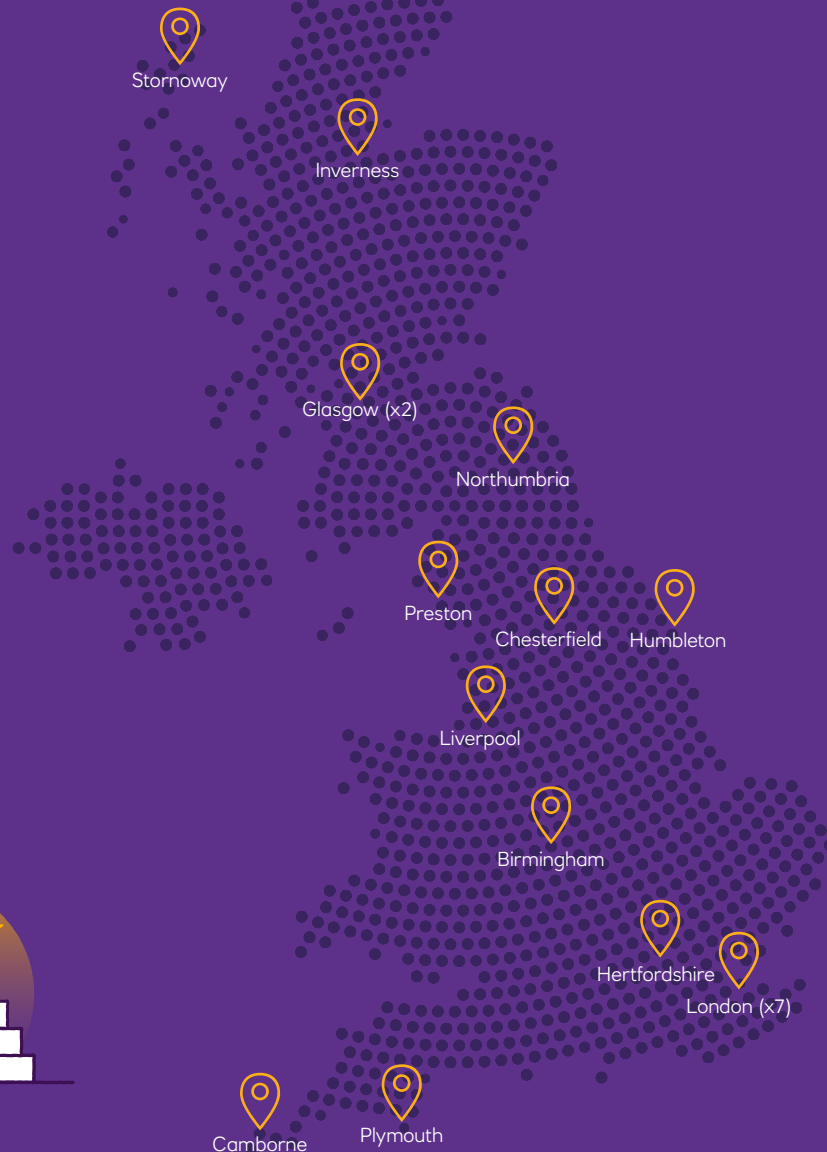 Stornoway
Inverness
Glasgow (x2)
Northumbria
Preston
Chesterfield
Humbleton
Liverpool
Birmingham
Hertfordshire
London (x7)
Plymouth
Camborne